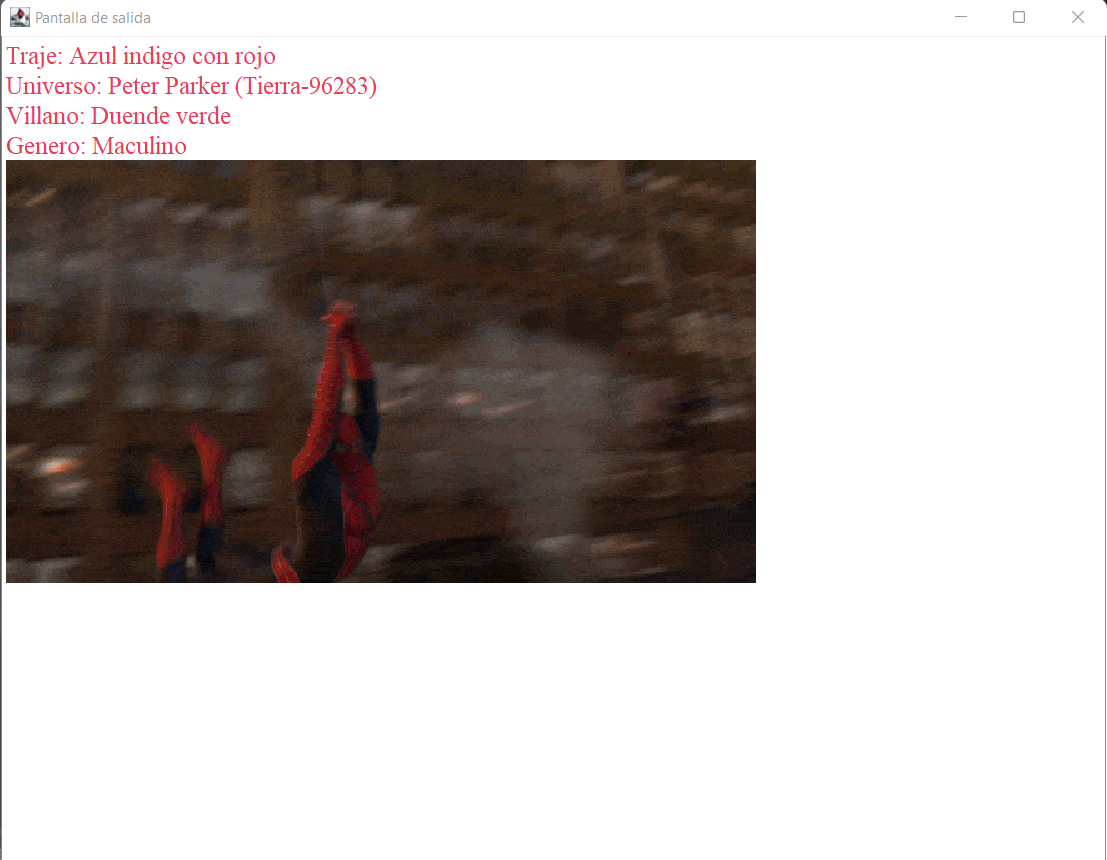 Pantalla de salida
Traje: Azul indigo con rojo
Universo: Peter Parker (Tierra-96283)
Villano: Duende verde
Genero: Maculino